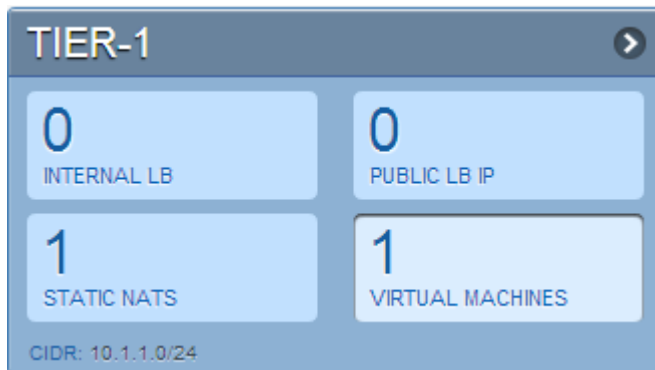 TIER-1
0
INTERNAL LB
0
PUBLIC LB IP
1
STATIC NATS
1
VIRTUAL MACHINES
CIDR: 10.1.1.0/24